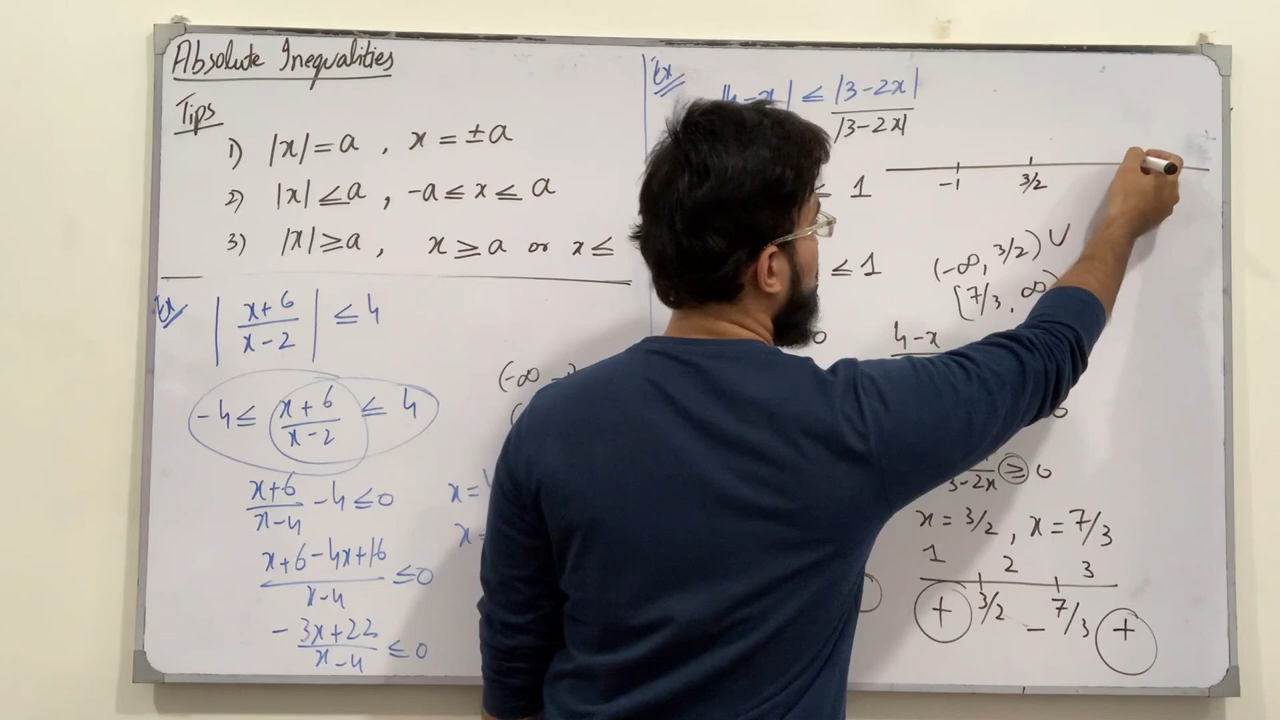 Absolute Inequalities
Tips
1) |x| = a , x = ±a
2) |x| ≤ a , -a ≤ x ≤ a
3) |x| ≥ a , x ≥ a or x ≤
Ex
|x+6 / x-2| ≤ 4
-4 ≤ x+6 / x-2 ≤ 4
x+6 / x-4 - 4 ≤ 0
x+6-4x+16 / x-4 ≤ 0
-3x+22 / x-4 ≤ 0
(-∞
x =
x =
Ex
|4-x| ≤ |3-2x|
|3-2x|
≤ 1
≤ 1
-1 3/2
(-∞, 3/2) ∪
[7/3, ∞)
4-x
3-2x ≥ 0
x = 3/2 , x = 7/3
1 2 3
+ 3/2 - 7/3 +